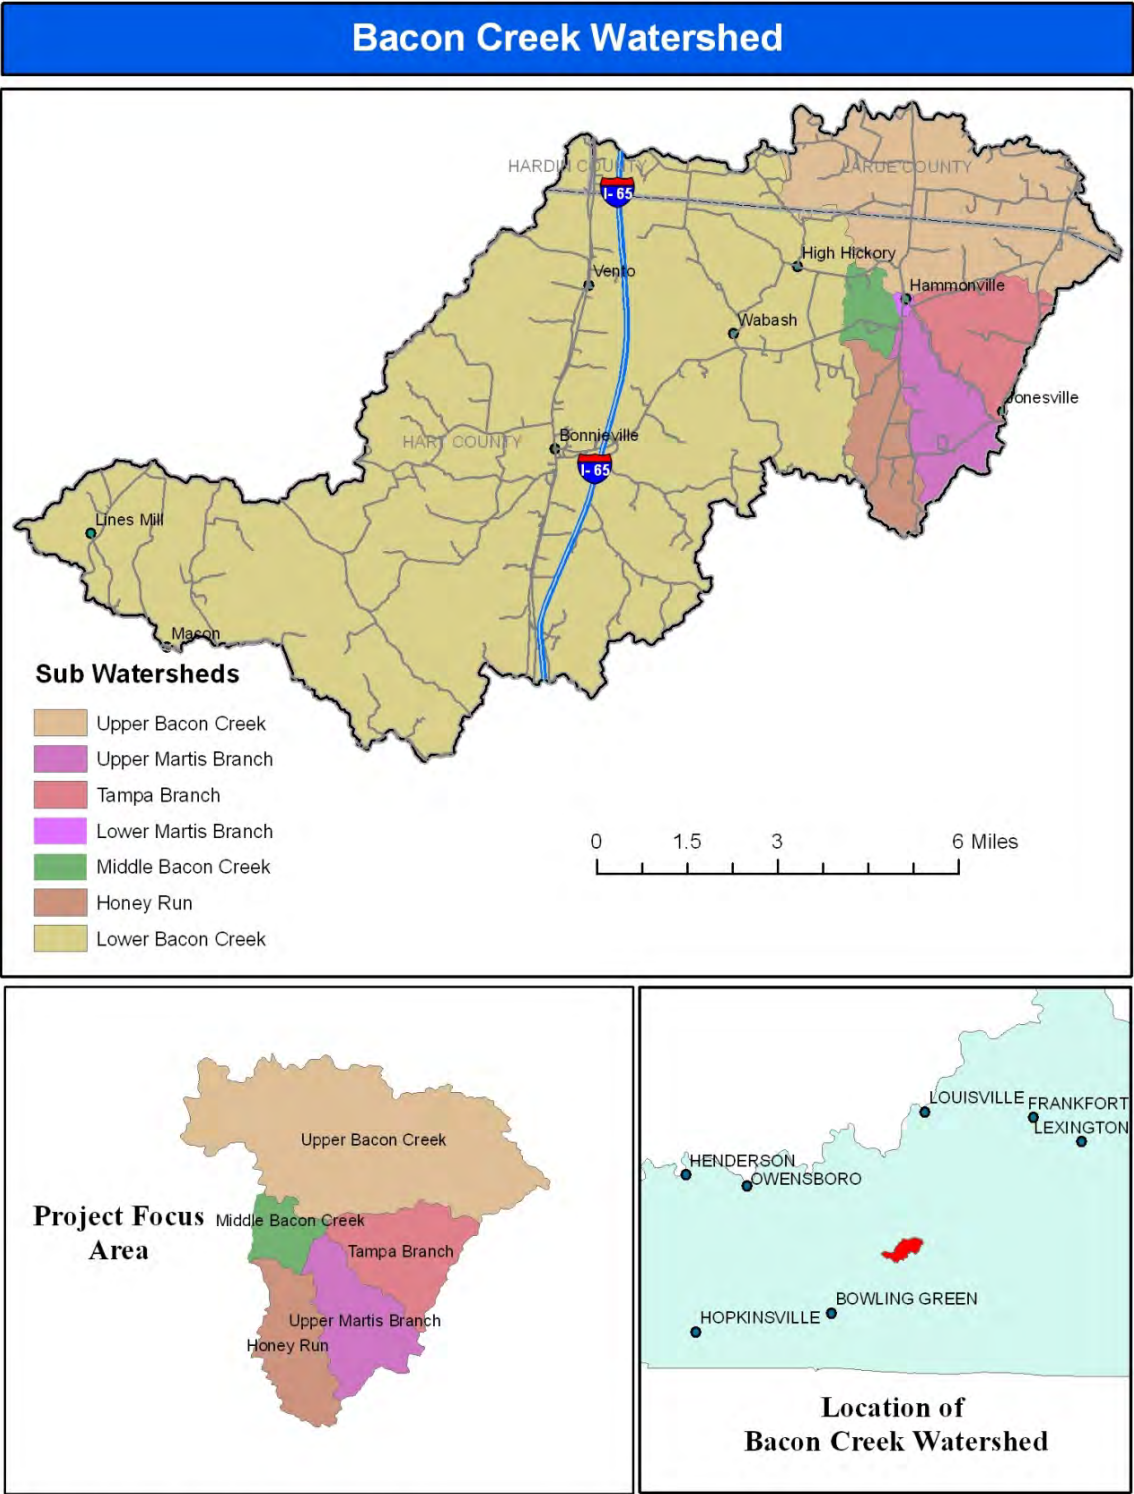 Bacon Creek Watershed
HARDIN COUNTY
LARUE COUNTY
I- 65
High Hickory
Vento
Hammonville
Wabash
Jonesville
HART COUNTY
Bonnieville
I- 65
Lines Mill
Macon
Sub Watersheds
Upper Bacon Creek
Upper Martis Branch
Tampa Branch
Lower Martis Branch
Middle Bacon Creek
Honey Run
Lower Bacon Creek
0 1.5 3 6 Miles
Project Focus
Area
Upper Bacon Creek
Middle Bacon Creek
Tampa Branch
Upper Martis Branch
Honey Run
LOUISVILLE
FRANKFORT
LEXINGTON
HENDERSON
OWENSBORO
BOWLING GREEN
HOPKINSVILLE
Location of
Bacon Creek Watershed